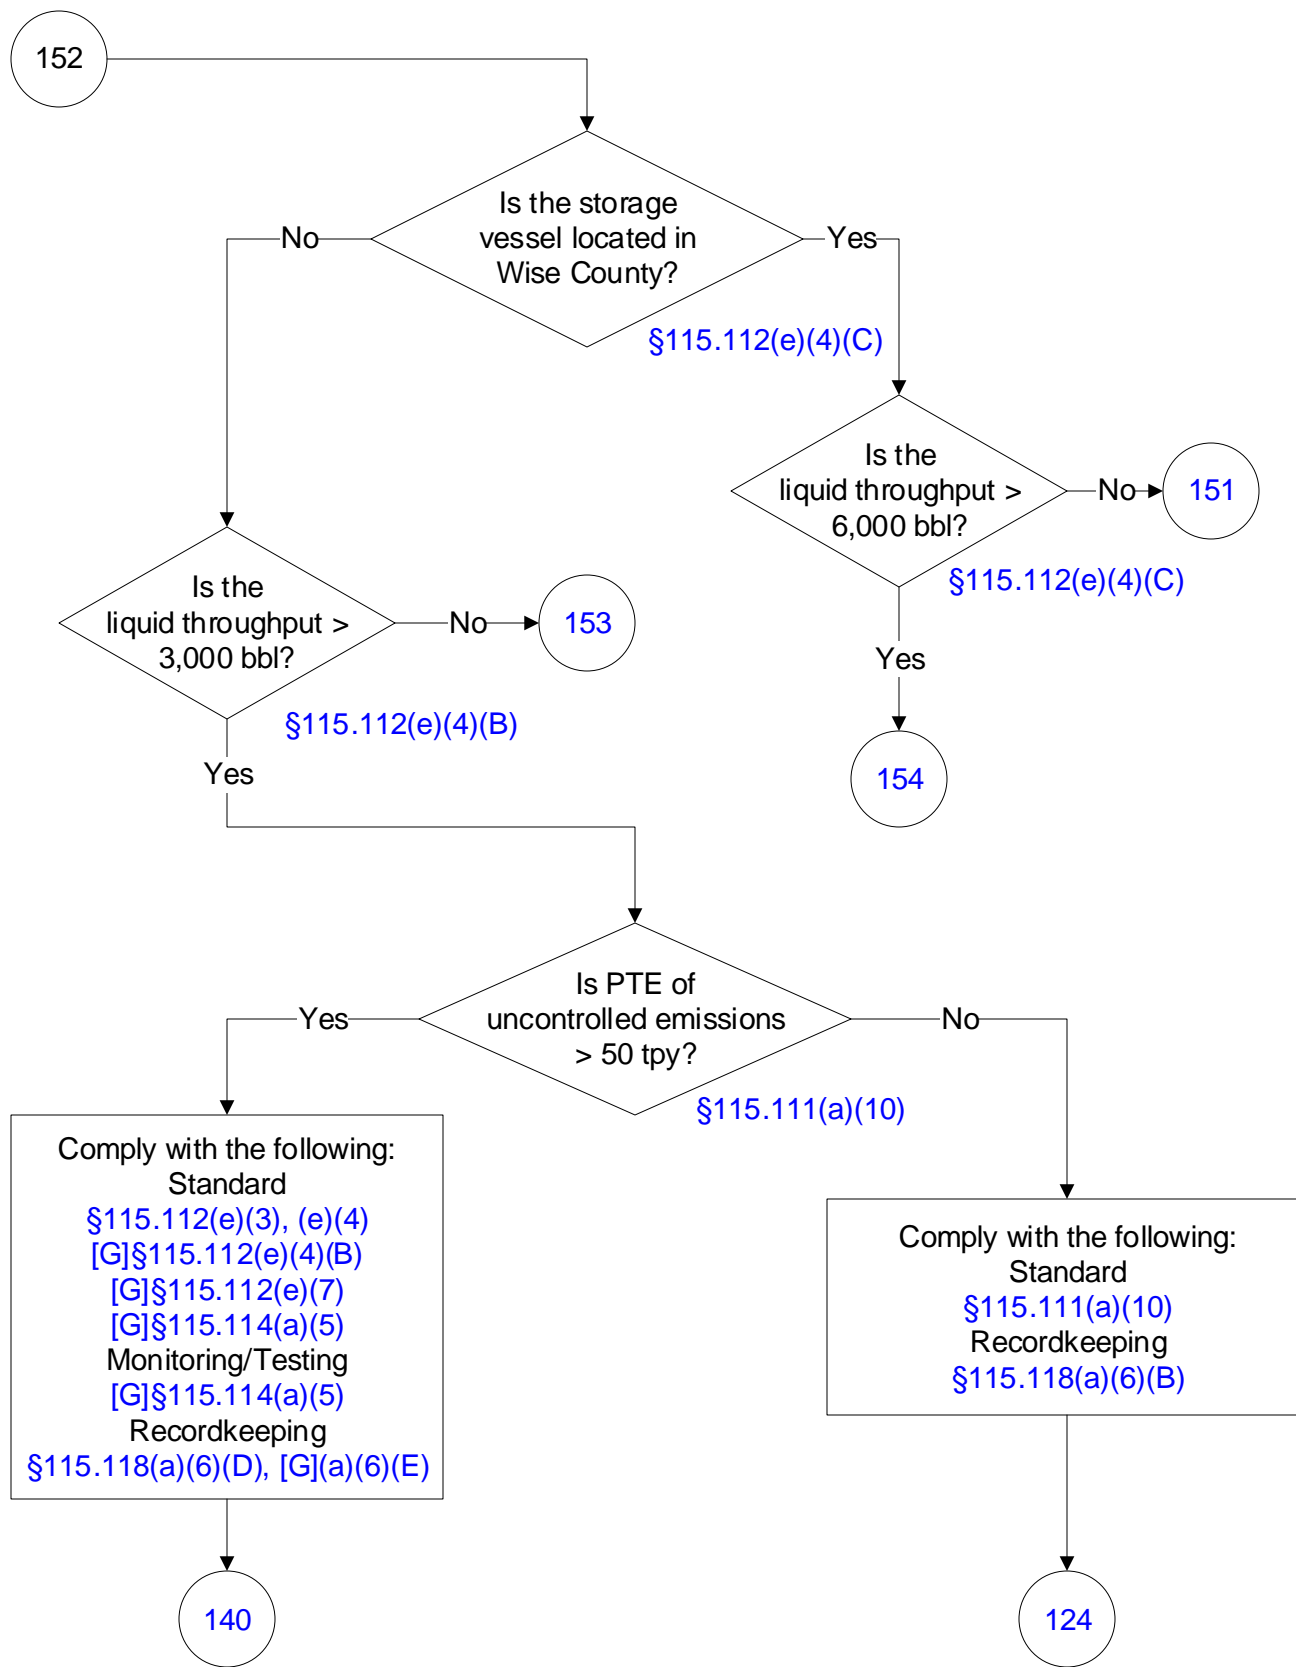 152
Is the storage
vessel located in
Wise County?
No
Yes
§115.112(e)(4)(C)
Is the
liquid throughput >
6,000 bbl?
No
151
§115.112(e)(4)(C)
Yes
154
Is the
liquid throughput >
3,000 bbl?
No
153
§115.112(e)(4)(B)
Yes
Is PTE of
uncontrolled emissions
> 50 tpy?
Yes
No
§115.111(a)(10)
Comply with the following:
Standard
§115.112(e)(3), (e)(4)
[G]§115.112(e)(4)(B)
[G]§115.112(e)(7)
[G]§115.114(a)(5)
Monitoring/Testing
[G]§115.114(a)(5)
Recordkeeping
§115.118(a)(6)(D), [G](a)(6)(E)
140
Comply with the following:
Standard
§115.111(a)(10)
Recordkeeping
§115.118(a)(6)(B)
124